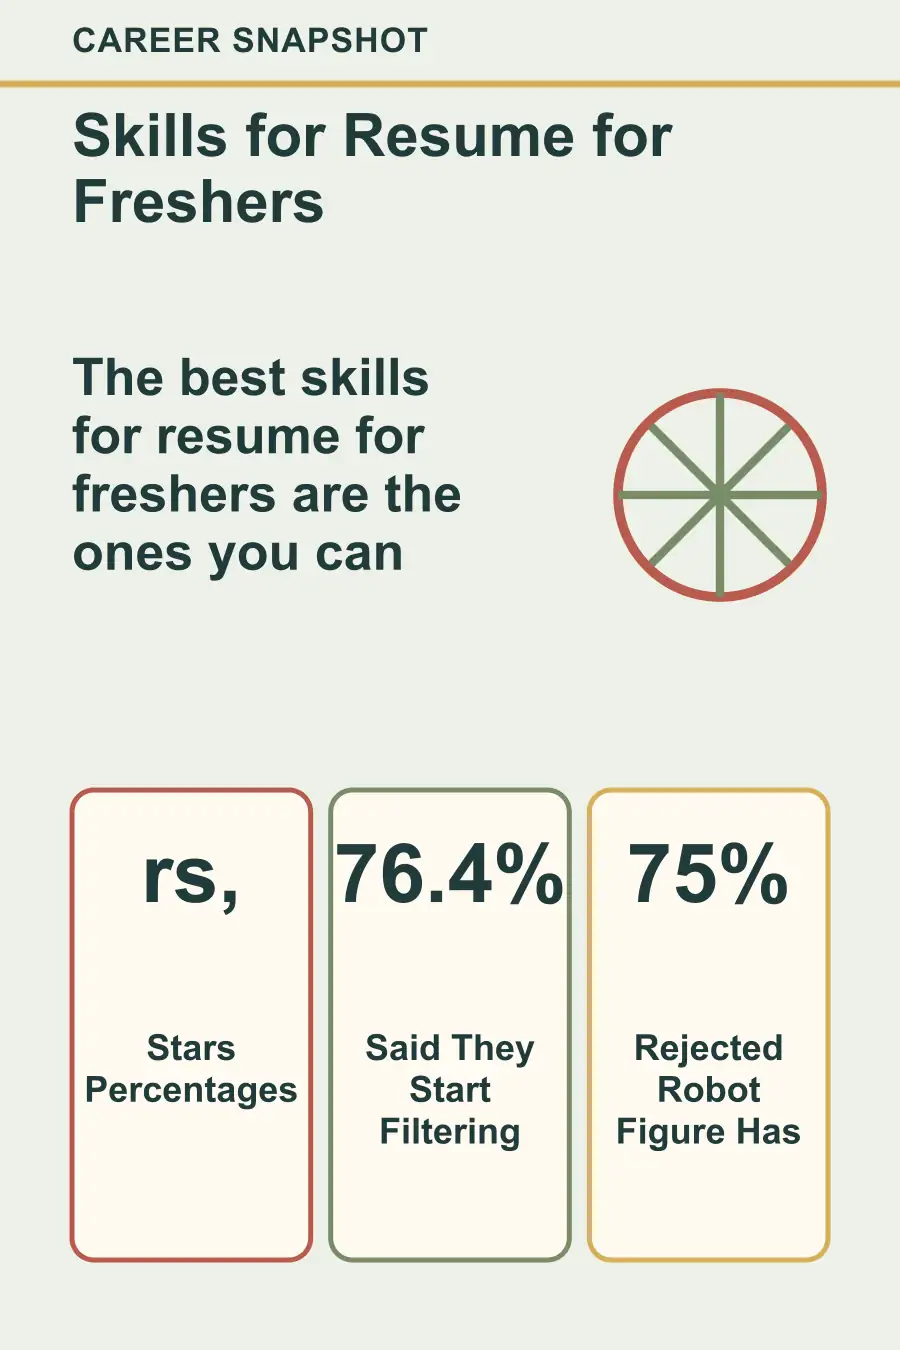 CAREER SNAPSHOT
Skills for Resume for
Freshers
The best skills
for resume for
freshers are the
ones you can
rs,
Stars
Percentages
76.4%
Said They
Start
Filtering
75%
Rejected
Robot
Figure Has